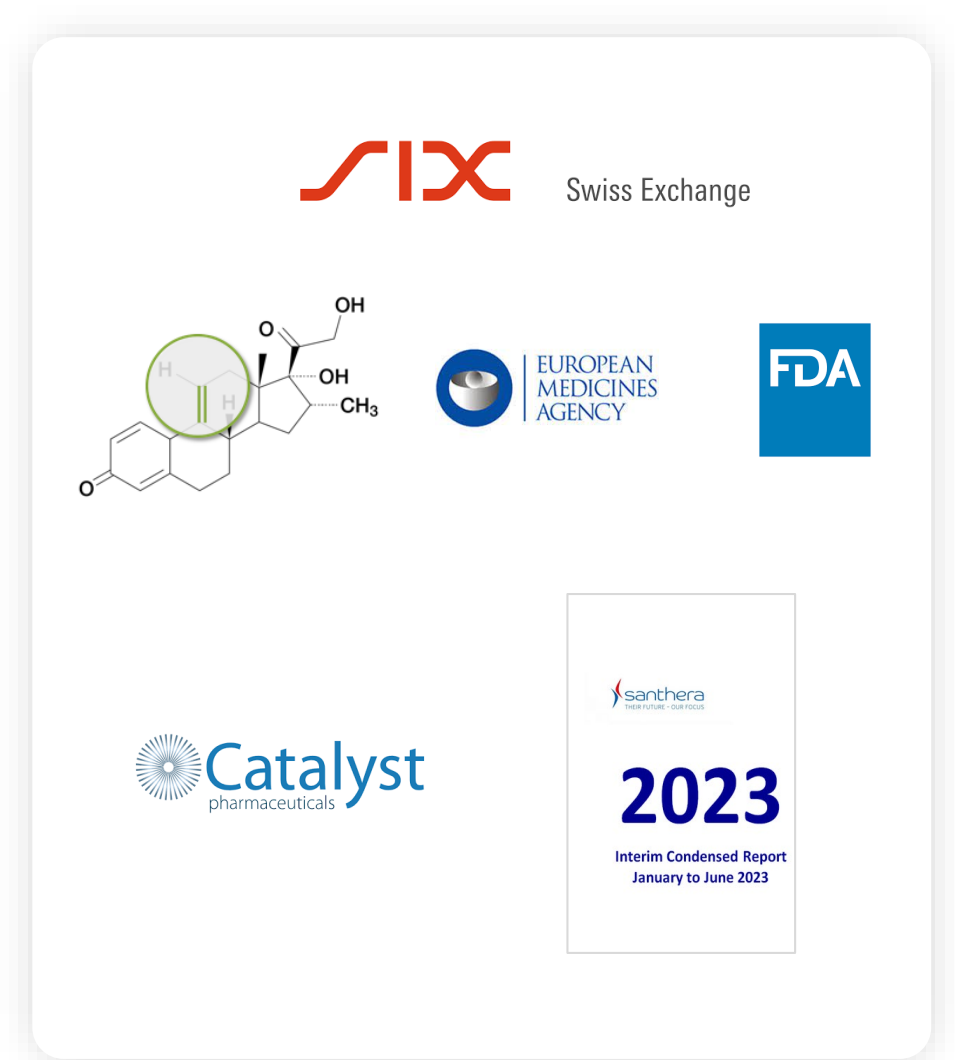 SIX
Swiss Exchange
OH
O
H
OH
H
CH3
O
EUROPEAN
MEDICINES
AGENCY
FDA
Catalyst
pharmaceuticals
santhera
THEIR FUTURE – OUR FOCUS
2023
Interim Condensed Report
January to June 2023